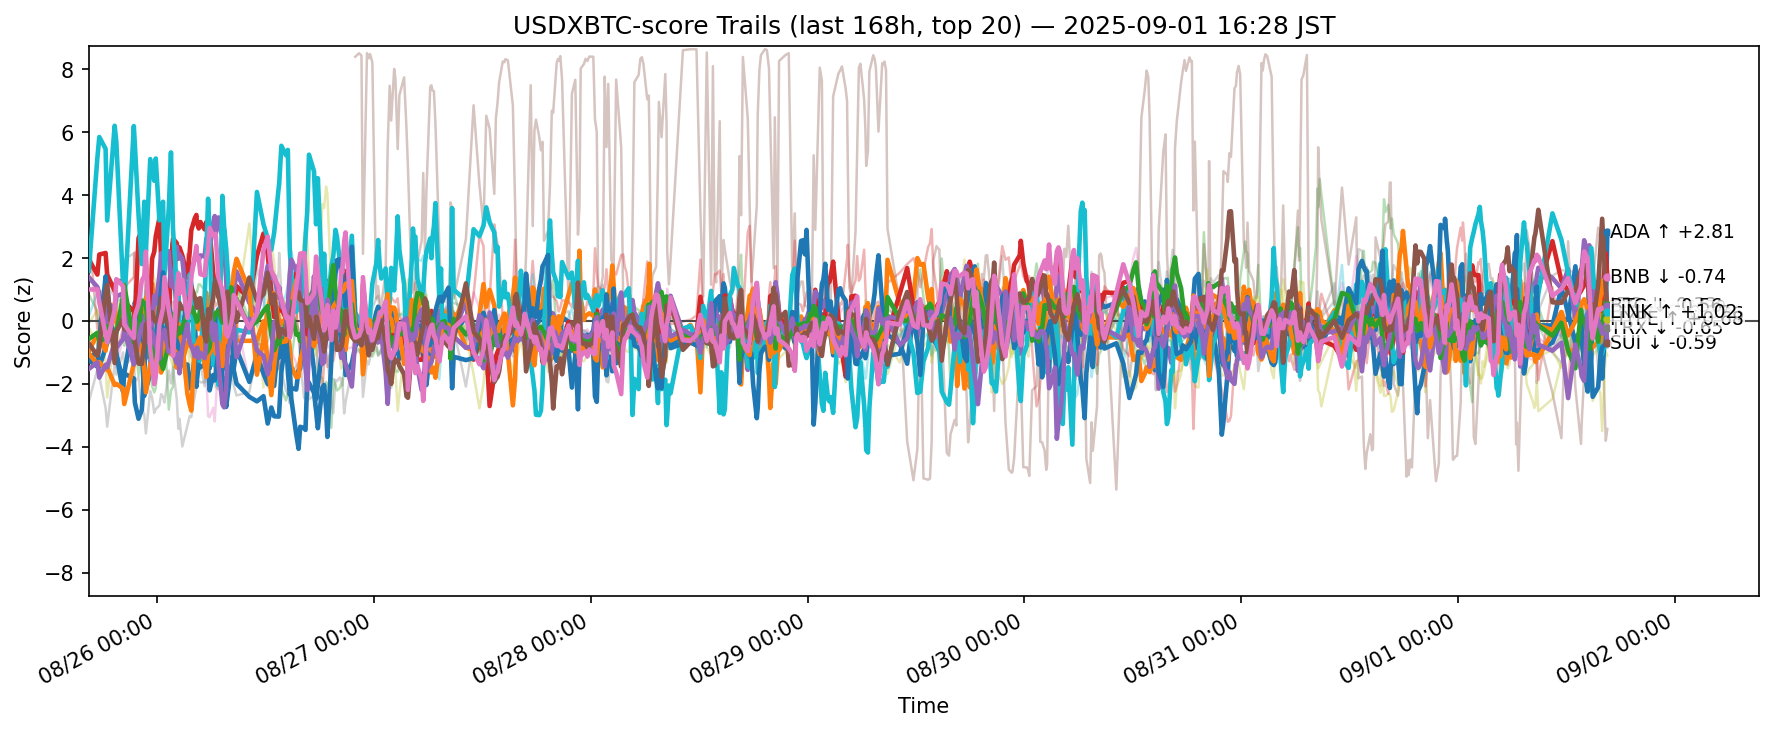 USDXBTC-score Trails (last 168h, top 20) — 2025-09-01 16:28 JST
Score (z)
8
6
4
2
0
−2
−4
−6
−8
ADA ↑ +2.81
BNB ↓ -0.74
LINK ↑ +1.02
TRX ↓
SUI ↓ -0.59
08/26 00:00
08/27 00:00
08/28 00:00
08/29 00:00
08/30 00:00
08/31 00:00
09/01 00:00
09/02 00:00
Time